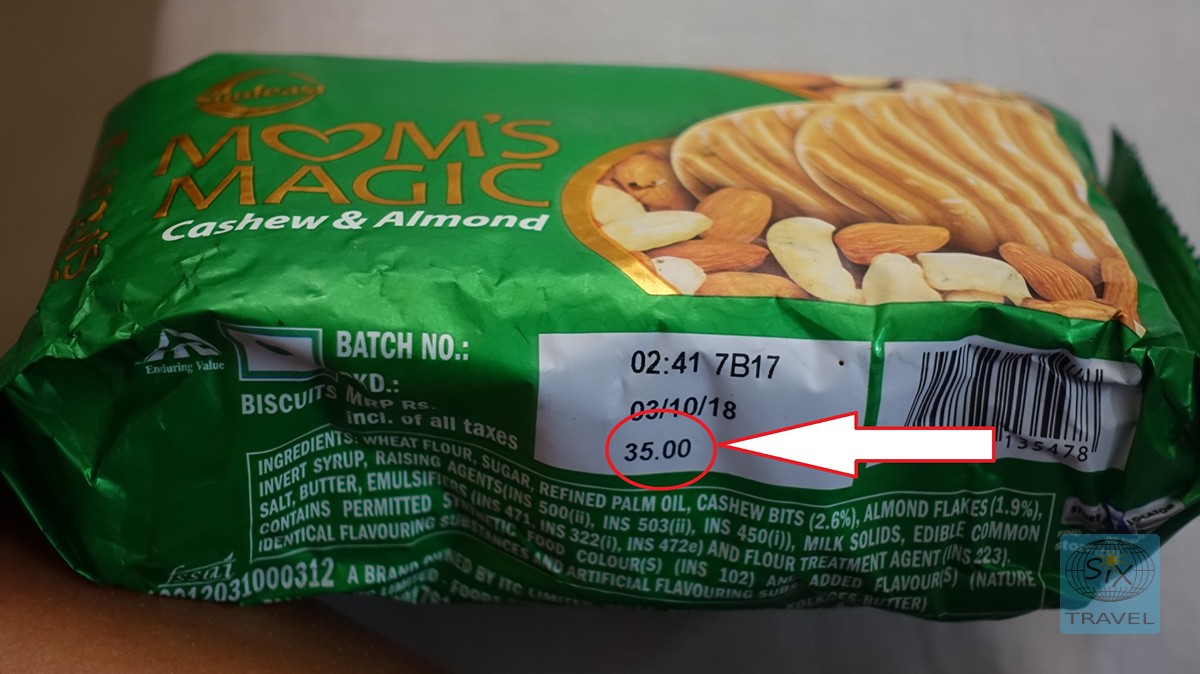 Sunfeast
MOM'S
MAGIC
Cashew & Almond
Enduring Value
BATCH NO.:
02:41 7B17
PKD.:
03/10/18
BISCUITS
MRP RS.
35.00
incl. of all taxes
135478
INGREDIENTS: WHEAT FLOUR, SUGAR, REFINED PALM OIL, CASHEW BITS (2.6%), ALMOND FLAKES (1.9%),
INVERT SYRUP, RAISING AGENTS(INS 500(ii), INS 503(ii), INS 450(i)), MILK SOLIDS, EDIBLE COMMON
SALT, BUTTER, EMULSIFIERS (INS 471, INS 322(i), INS 472e) AND FLOUR TREATMENT AGENT (INS 223).
CONTAINS PERMITTED SYNTHETIC FOOD COLOUR(S) (INS 102) AND ADDED FLAVOUR(S) (NATURE
IDENTICAL FLAVOURING SUBSTANCES AND ARTIFICIAL FLAVOURING
fssai
0012031000312
A BRAND OWNED BY ITC LIMITED
SiX
TRAVEL